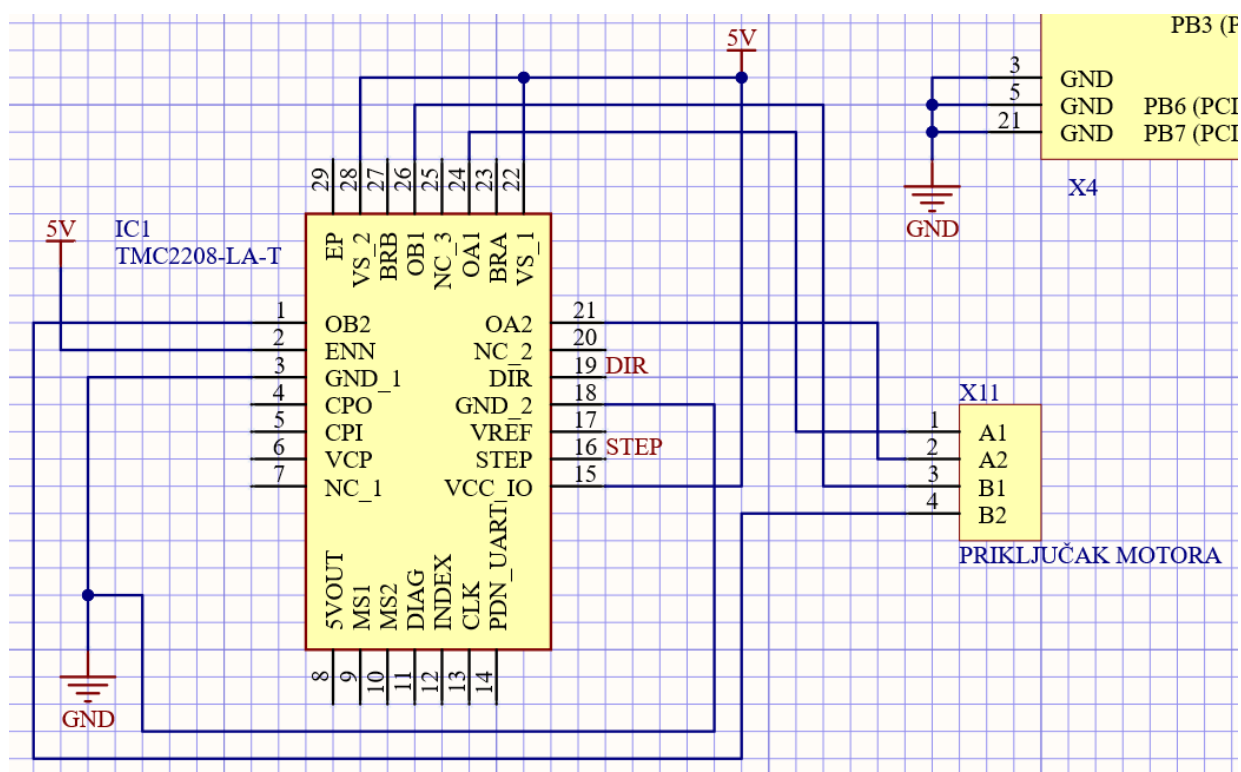 PB3 (P
5V
3 GND
5 GND PB6 (PCI
21 GND PB7 (PCI
X4
GND
29 28 27 26 25 24 23 22
5V
IC1
TMC2208-LA-T
EP VS_2 BRB OB1 NC_3 OA1 BRA VS_1
1 OB2 OA2 21
2 ENN NC_2 20
3 GND_1 DIR 19 DIR
4 CPO GND_2 18
5 CPI VREF 17
6 VCP STEP 16 STEP
7 NC_1 VCC_IO 15
X11
1 A1
2 A2
3 B1
4 B2
PRIKLJUČAK MOTORA
5VOUT MS1 MS2 DIAG INDEX CLK PDN_UART
8 9 10 11 12 13 14
GND